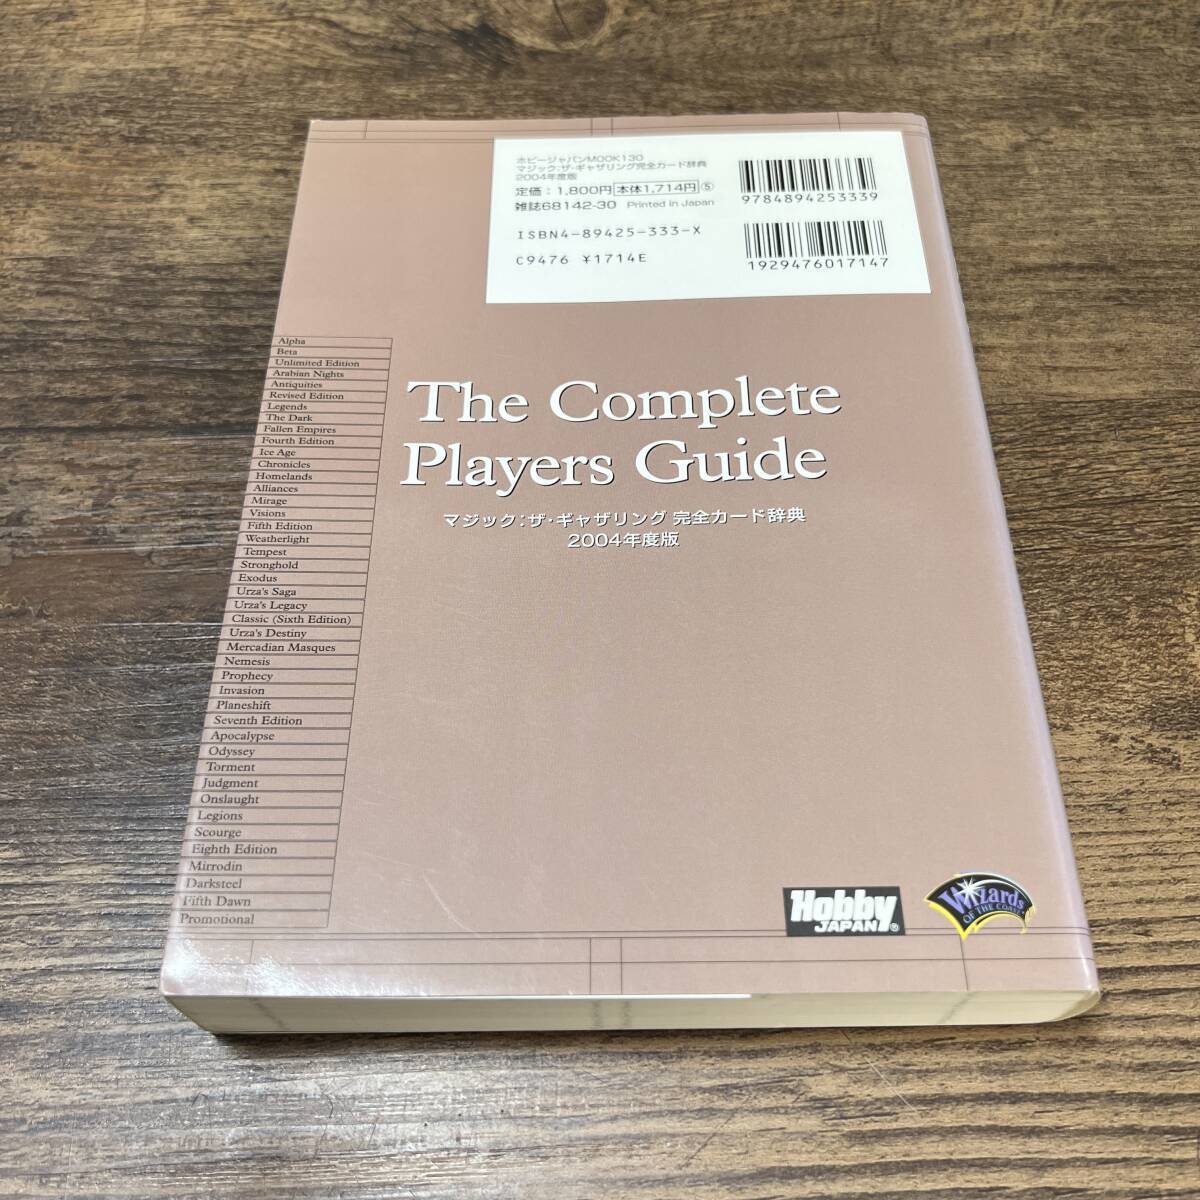 ホビージャパンMOOK130
マジック:ザ・ギャザリング完全カード辞典
2004年度版
定価:1,800円 本体1,714円 ⑤
雑誌68142-30 Printed in Japan
ISBN4-89425-333-X
C9476 ¥1714E
9784894253339
1929476017147
Alpha
Beta
Unlimited Edition
Arabian Nights
Antiquities
Revised Edition
Legends
The Dark
Fallen Empires
Fourth Edition
Ice Age
Chronicles
Homelands
Alliances
Mirage
Visions
Fifth Edition
Weatherlight
Tempest
Stronghold
Exodus
Urza's Saga
Urza's Legacy
Classic (Sixth Edition)
Urza's Destiny
Mercadian Masques
Nemesis
Prophecy
Invasion
Planeshift
Seventh Edition
Apocalypse
Odyssey
Torment
Judgment
Onslaught
Legions
Scourge
Eighth Edition
Mirrodin
Darksteel
Fifth Dawn
Promotional
The Complete
Players Guide
マジック:ザ・ギャザリング 完全カード辞典
2004年度版
Hobby
JAPAN®
Wizards
OF THE COAST